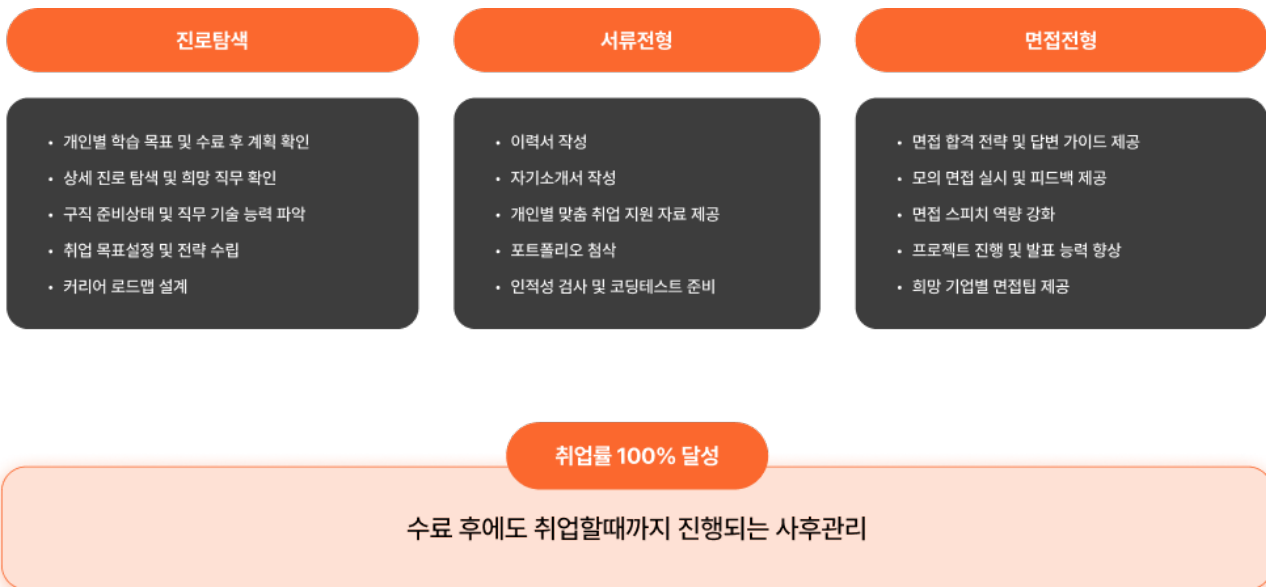 진로탐색
• 개인별 학습 목표 및 수료 후 계획 확인
• 상세 진로 탐색 및 희망 직무 확인
• 구직 준비상태 및 직무 기술 능력 파악
• 취업 목표설정 및 전략 수립
• 커리어 로드맵 설계
서류전형
• 이력서 작성
• 자기소개서 작성
• 개인별 맞춤 취업 지원 자료 제공
• 포트폴리오 첨삭
• 인적성 검사 및 코딩테스트 준비
면접전형
• 면접 합격 전략 및 답변 가이드 제공
• 모의 면접 실시 및 피드백 제공
• 면접 스피치 역량 강화
• 프로젝트 진행 및 발표 능력 향상
• 희망 기업별 면접팁 제공
취업률 100% 달성
수료 후에도 취업할때까지 진행되는 사후관리